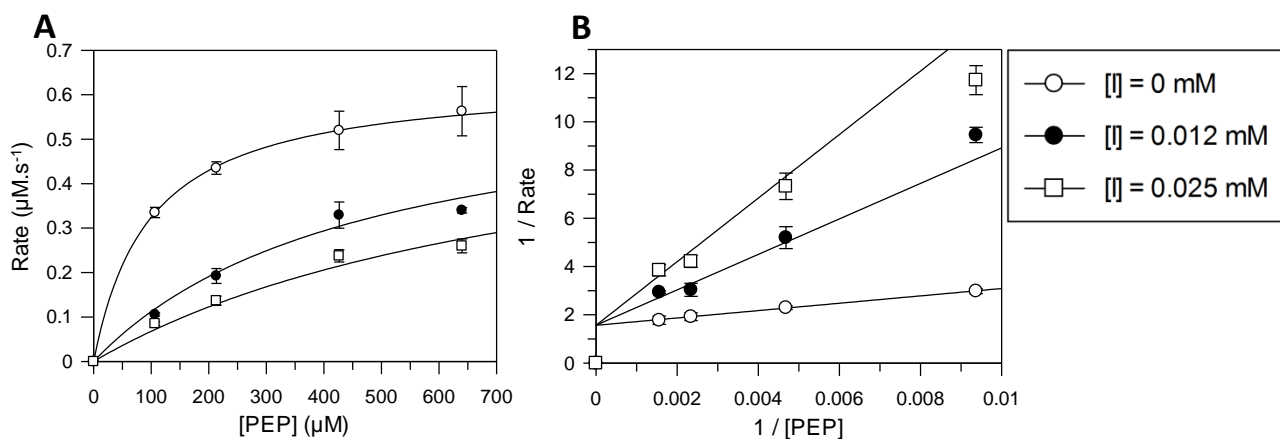 A
Rate (µM.s⁻¹)
0.7
0.6
0.5
0.4
0.3
0.2
0.1
0
0 100 200 300 400 500 600 700
[PEP] (µM)
B
1 / Rate
12
10
8
6
4
2
0
0 0.002 0.004 0.006 0.008 0.01
1 / [PEP]
[I] = 0 mM
[I] = 0.012 mM
[I] = 0.025 mM